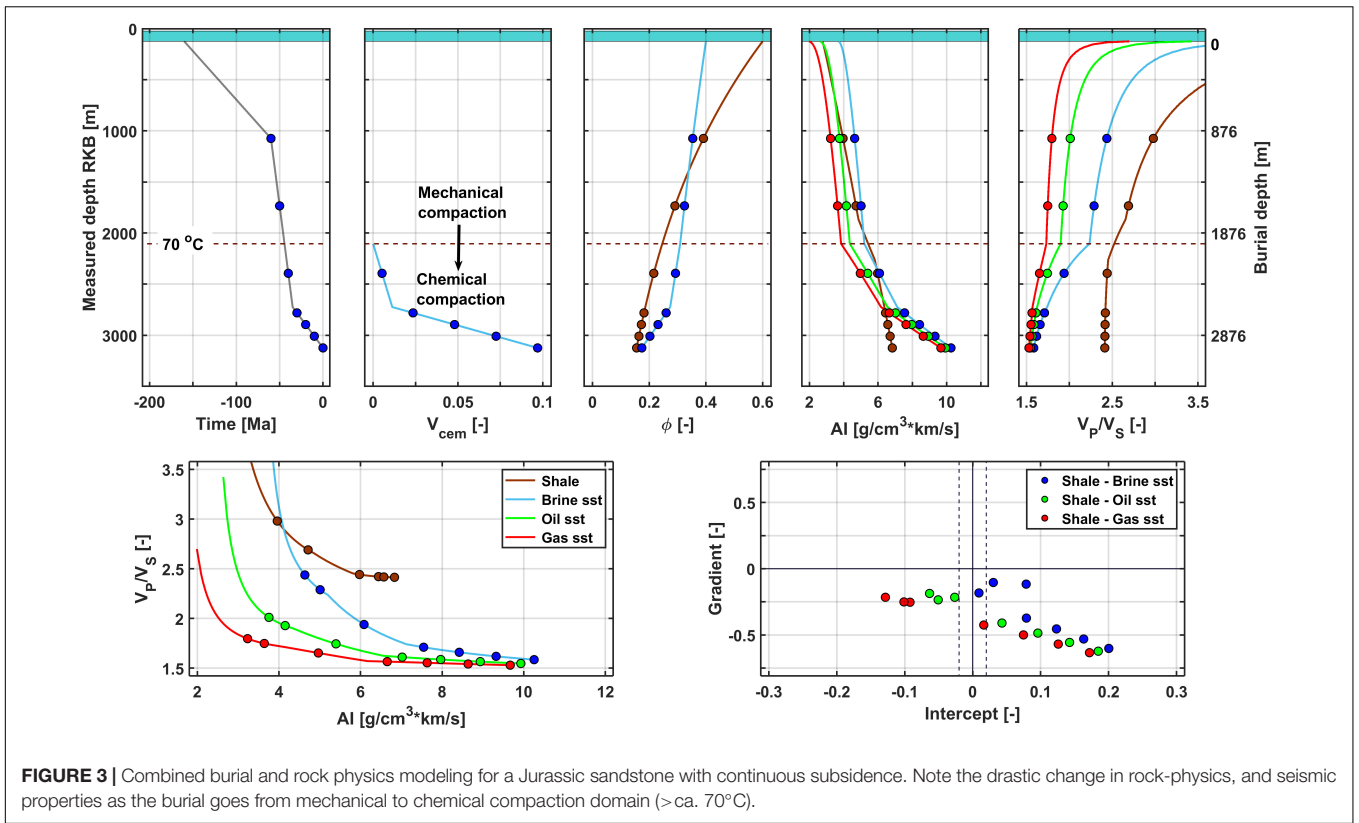 0
1000
2000
3000
Measured depth RKB [m]
70 °C
-200 -100 0
Time [Ma]
Mechanical
compaction
Chemical
compaction
0 0.05 0.1
Vcem [-]
0 0.2 0.4 0.6
ϕ [-]
2 6 10
AI [g/cm³*km/s]
1.5 2.5 3.5
VP/VS [-]
0
876
1876
2876
Burial depth [m]
3.5
3
2.5
2
1.5
VP/VS [-]
Shale
Brine sst
Oil sst
Gas sst
2 4 6 8 10 12
AI [g/cm³*km/s]
0.5
0
-0.5
Gradient [-]
Shale - Brine sst
Shale - Oil sst
Shale - Gas sst
-0.3 -0.2 -0.1 0 0.1 0.2 0.3
Intercept [-]
FIGURE 3 | Combined burial and rock physics modeling for a Jurassic sandstone with continuous subsidence. Note the drastic change in rock-physics, and seismic
properties as the burial goes from mechanical to chemical compaction domain (>ca. 70°C).